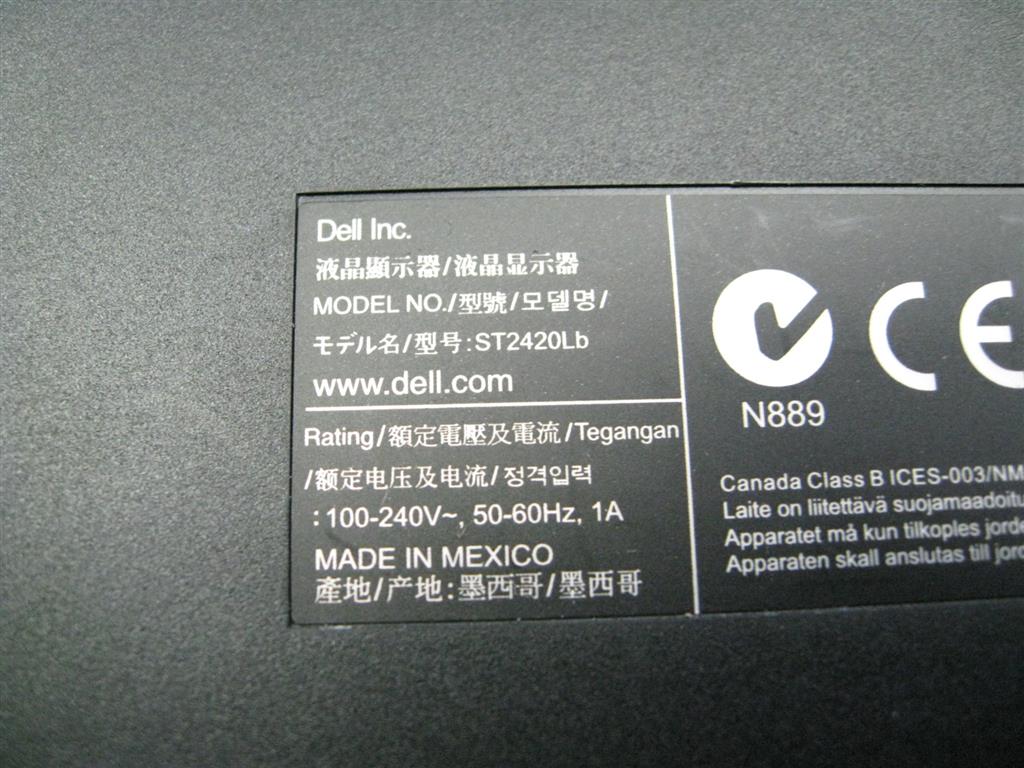 Dell Inc.
液晶顯示器/液晶显示器
MODEL NO./型號/모델명/
モデル名/型号:ST2420Lb
www.dell.com
Rating/額定電壓及電流/Tegangan
/额定电压及电流/정격입력
:100-240V~, 50-60Hz, 1A
MADE IN MEXICO
產地/产地:墨西哥/墨西哥
CE
N889
Canada Class B ICES-003/NM
Laite on liitettävä suojamaadoitu
Apparatet må kun tilkoples jorde
Apparaten skall anslutas till jord